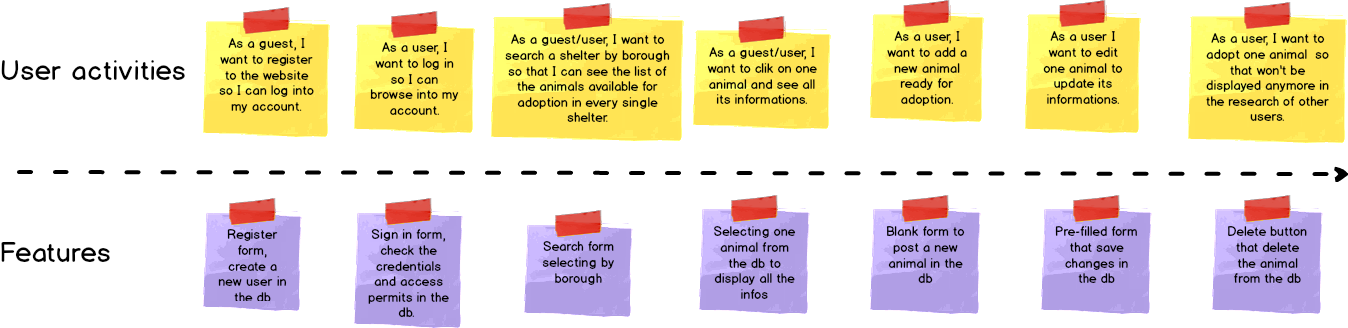 User activities
As a guest, I
want to register
to the website
so I can log into
my account.
As a user, I
want to log in
so I can
browse into my
account.
As a guest/user, I want to
search a shelter by borough
so that I can see the list of
the animals available for
adoption in every single
shelter.
As a guest/user, I
want to clik on one
animal and see all
its informations.
As a user, I
want to add a
new animal
ready for
adoption.
As a user I
want to edit
one animal to
update its
informations.
As a user, I want to
adopt one animal so
that won't be
displayed anymore in
the research of other
users.
Features
Register
form,
create a
new user in
the db
Sign in form,
check the
credentials
and access
permits in the
db.
Search form
selecting by
borough
Selecting one
animal from
the db to
display all the
infos
Blank form to
post a new
animal in the
db
Pre-filled form
that save
changes in
the db
Delete button
that delete
the animal
from the db